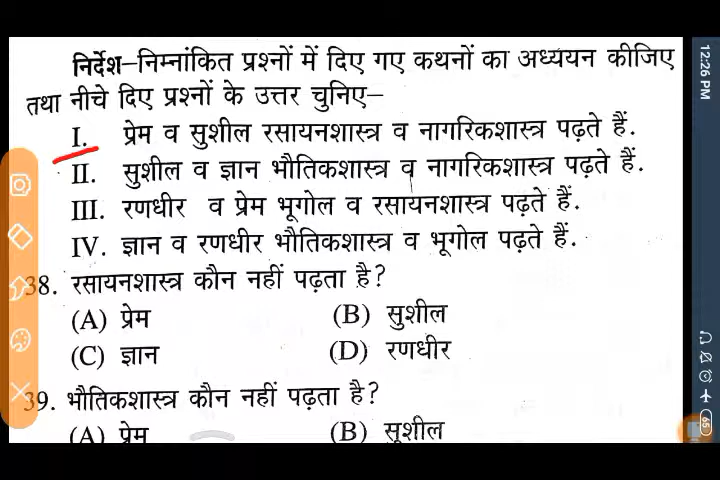 निर्देश–निम्नांकित प्रश्नों में दिए गए कथनों का अध्ययन कीजिए
तथा नीचे दिए प्रश्नों के उत्तर चुनिए–
I. प्रेम व सुशील रसायनशास्त्र व नागरिकशास्त्र पढ़ते हैं.
II. सुशील व ज्ञान भौतिकशास्त्र व नागरिकशास्त्र पढ़ते हैं.
III. रणधीर व प्रेम भूगोल व रसायनशास्त्र पढ़ते हैं.
IV. ज्ञान व रणधीर भौतिकशास्त्र व भूगोल पढ़ते हैं.
38. रसायनशास्त्र कौन नहीं पढ़ता है?
(A) प्रेम (B) सुशील
(C) ज्ञान (D) रणधीर
39. भौतिकशास्त्र कौन नहीं पढ़ता है?
(A) प्रेम (B) सुशील
12:26 PM
65